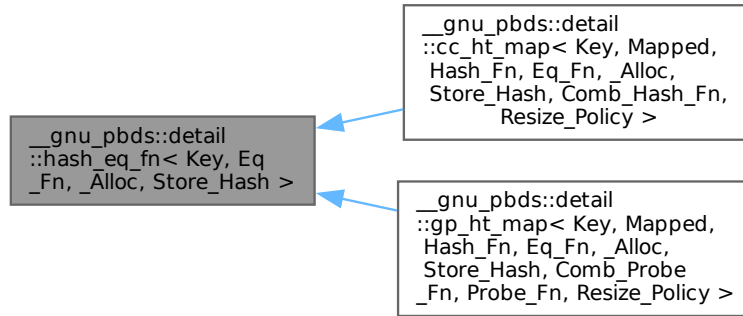 __gnu_pbds::detail
::hash_eq_fn< Key, Eq
_Fn, _Alloc, Store_Hash >
__gnu_pbds::detail
::cc_ht_map< Key, Mapped,
Hash_Fn, Eq_Fn, _Alloc,
Store_Hash, Comb_Hash_Fn,
Resize_Policy >
__gnu_pbds::detail
::gp_ht_map< Key, Mapped,
Hash_Fn, Eq_Fn, _Alloc,
Store_Hash, Comb_Probe
_Fn, Probe_Fn, Resize_Policy >